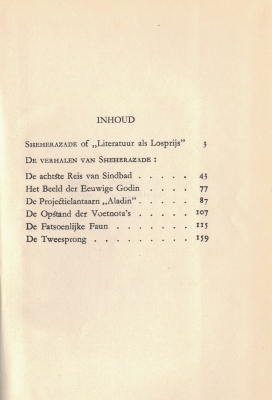 INHOUD
SHEHERAZADE of „Literatuur als Losprijs” 3
DE VERHALEN VAN SHEHERAZADE :
De achtste Reis van Sindbad . . . . . 43
Het Beeld der Eeuwige Godin . . . . . 77
De Projectielantaarn „Aladin” . . . . . 87
De Opstand der Voetnota's . . . . . . 107
De Fatsoenlijke Faun . . . . . . . 115
De Tweesprong . . . . . . . . 159